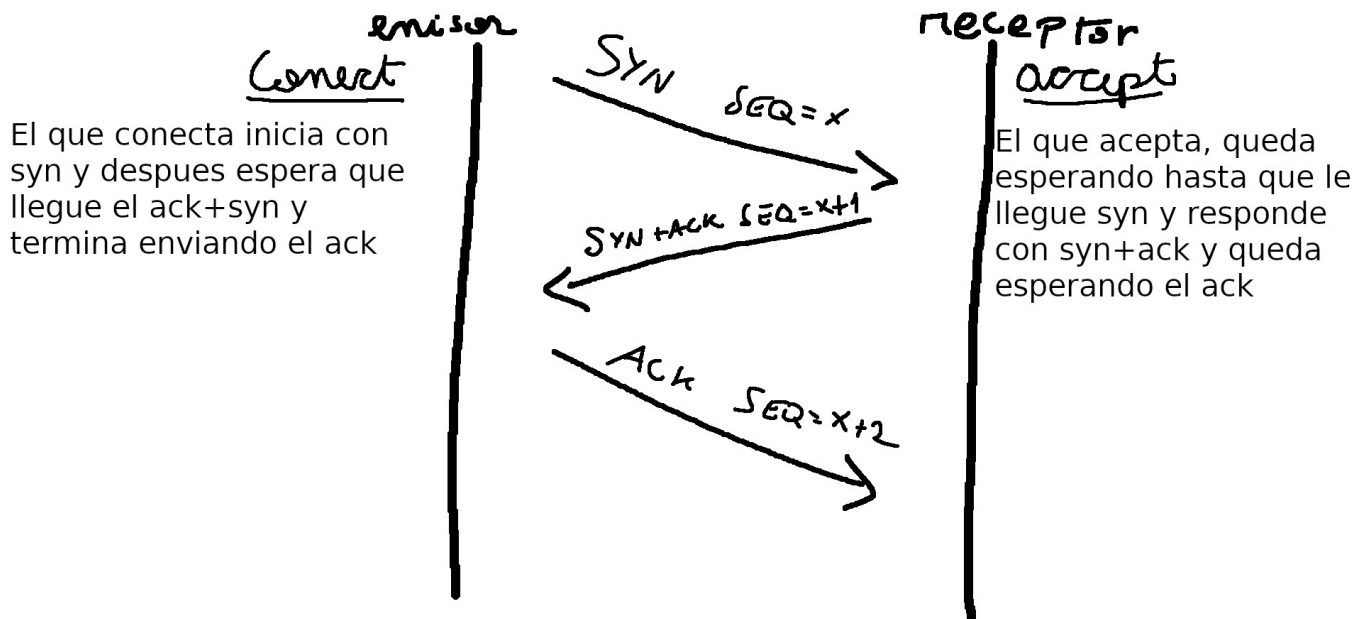 emisor
receptor
Conect
accept
SYN
SEQ=x
El que conecta inicia con
syn y despues espera que
llegue el ack+syn y
termina enviando el ack
El que acepta, queda
esperando hasta que le
llegue syn y responde
con syn+ack y queda
esperando el ack
SYN+ACK SEQ=x+1
ACK SEQ=x+2